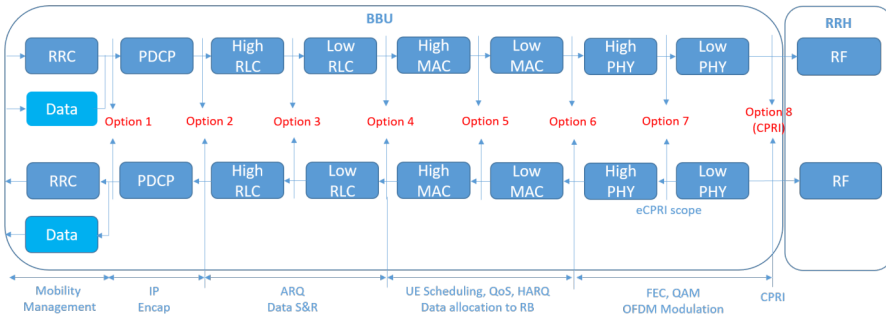 BBU
RRH
RRC
PDCP
High
RLC
Low
RLC
High
MAC
Low
MAC
High
PHY
Low
PHY
RF
Data
Option 1
Option 2
Option 3
Option 4
Option 5
Option 6
Option 7
Option 8
(CPRI)
RRC
PDCP
High
RLC
Low
RLC
High
MAC
Low
MAC
High
PHY
Low
PHY
RF
eCPRI scope
Data
Mobility
Management
IP
Encap
ARQ
Data S&R
UE Scheduling, QoS, HARQ
Data allocation to RB
FEC, QAM
OFDM Modulation
CPRI